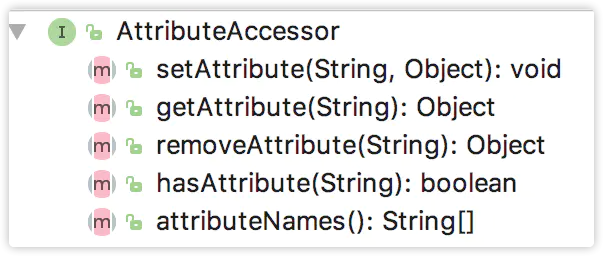 I AttributeAccessor
m setAttribute(String, Object): void
m getAttribute(String): Object
m removeAttribute(String): Object
m hasAttribute(String): boolean
m attributeNames(): String[]